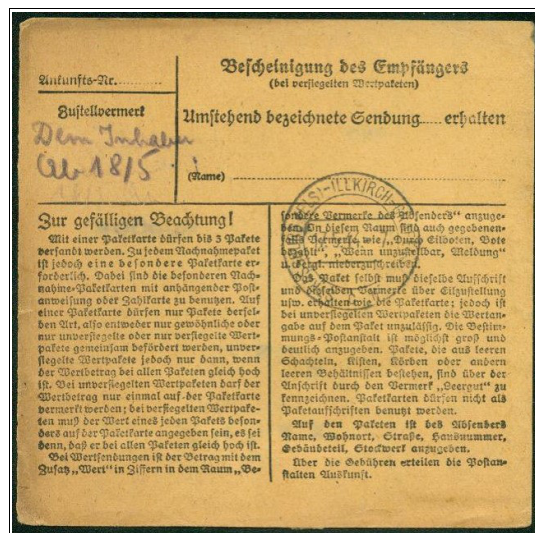 Ankunfts-Nr. ..........
Zustellvermerk
Dem Inhaber
ab 18/5
Bescheinigung des Empfängers
(bei versiegelten Wertpaketen)
Umstehend bezeichnete Sendung.....erhalten
(Name)
ILLKIRCH-G
Zur gefälligen Beachtung!
Mit einer Paketkarte dürfen bis 3 Pakete
versandt werden. Zu jedem Nachnahmepaket
ist jedoch eine besondere Paketkarte er-
forderlich. Dabei sind die besonderen Nach-
nahme-Paketkarten mit anhängender Post-
anweisung oder Zahlkarte zu benutzen. Auf
einer Paketkarte dürfen nur Pakete dersel-
ben Art, also entweder nur gewöhnliche oder
nur unversiegelte oder nur versiegelte Wert-
pakete gemeinsam befördert werden, unver-
siegelte Wertpakete jedoch nur dann, wenn
der Wertbetrag bei allen Paketen gleich hoch
ist. Bei unversiegelten Wertpaketen darf der
Wertbetrag nur einmal auf der Paketkarte
vermerkt werden; bei versiegelten Wertpake-
ten muß der Wert eines jeden Pakets beson-
ders auf der Paketkarte angegeben sein, es sei
denn, daß er bei allen Paketen gleich hoch ist.
Bei Wertsendungen ist der Betrag mit dem
Zusatz „Wert" in Ziffern in dem Raum „Be-
sondere Vermerke des Absenders" anzuge-
ben. In diesem Raum sind auch gegebenen-
falls Vermerke wie „Durch Eilboten, Bote
bezahlt", „Wenn unzustellbar, Meldung"
u. dergl. niederzuschreiben.
Das Paket selbst muß dieselbe Aufschrift
und dieselben Vermerke über Eilzustellung
usw. erhalten wie die Paketkarte; jedoch ist
bei unversiegelten Wertpaketen die Wertan-
gabe auf dem Paket unzulässig. Die Bestim-
mungs-Postanstalt ist möglichst groß und
deutlich anzugeben. Pakete, die aus leeren
Schachteln, Kisten, Körben oder andern
leeren Behältnissen bestehen, sind über der
Anschrift durch den Vermerk „Leergut" zu
kennzeichnen. Paketkarten dürfen nicht als
Paketaufschriften benutzt werden.
Auf den Paketen ist des Absenders
Name, Wohnort, Straße, Hausnummer,
Gebäudeteil, Stockwerk anzugeben.
Über die Gebühren erteilen die Postan-
stalten Auskunft.